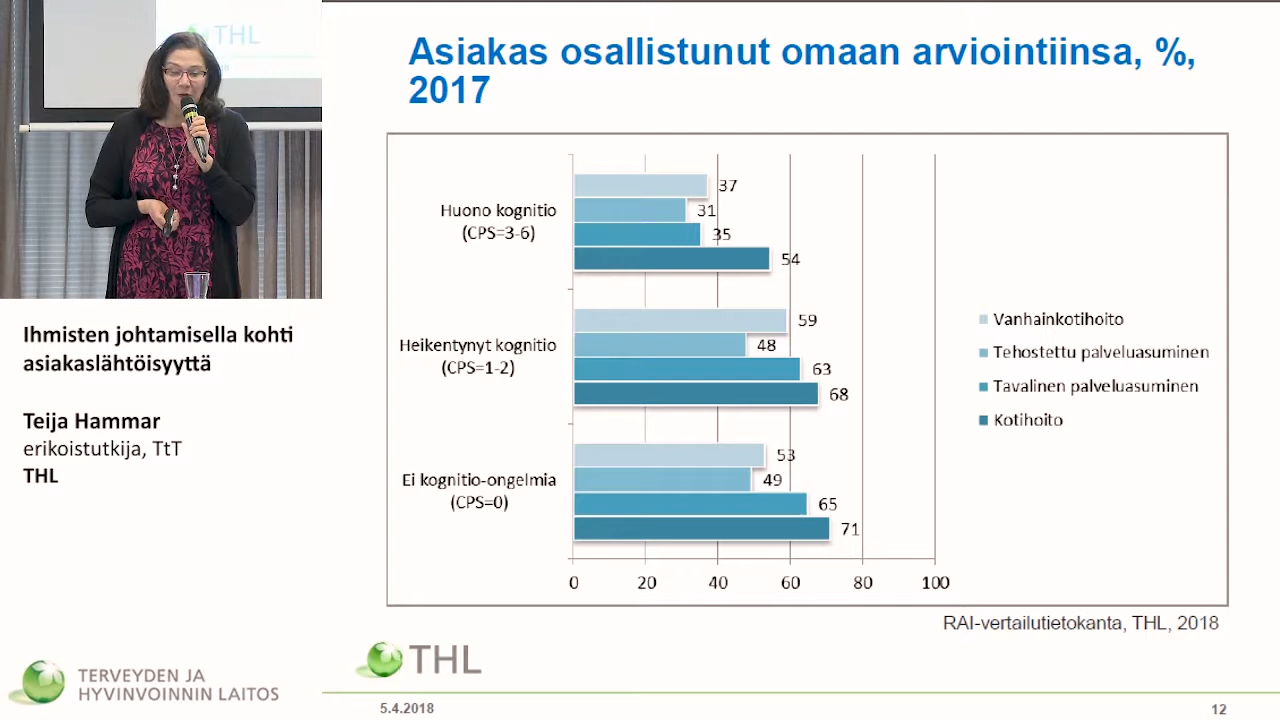 THL
Asiakas osallistunut omaan arviointiinsa, %,
2017
37
Huono kognitio
(CPS=3-6)
31
35
54
59
Heikentynyt kognitio
(CPS=1-2)
48
63
68
53
Ei kognitio-ongelmia
(CPS=0)
49
65
71
0 20 40 60 80 100
Vanhainkotihoito
Tehostettu palveluasuminen
Tavalinen palveluasuminen
Kotihoito
RAI-vertailutietokanta, THL, 2018
THL
5.4.2018
12
Ihmisten johtamisella kohti
asiakaslähtöisyyttä
Teija Hammar
erikoistutkija, TtT
THL
TERVEYDEN JA
HYVINVOINNIN LAITOS